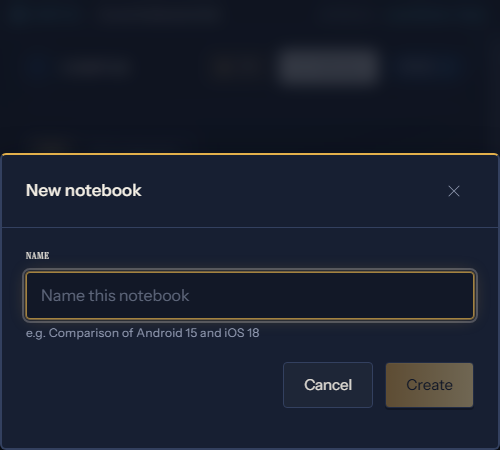 New notebook
NAME
Name this notebook
e.g. Comparison of Android 15 and iOS 18
Cancel
Create